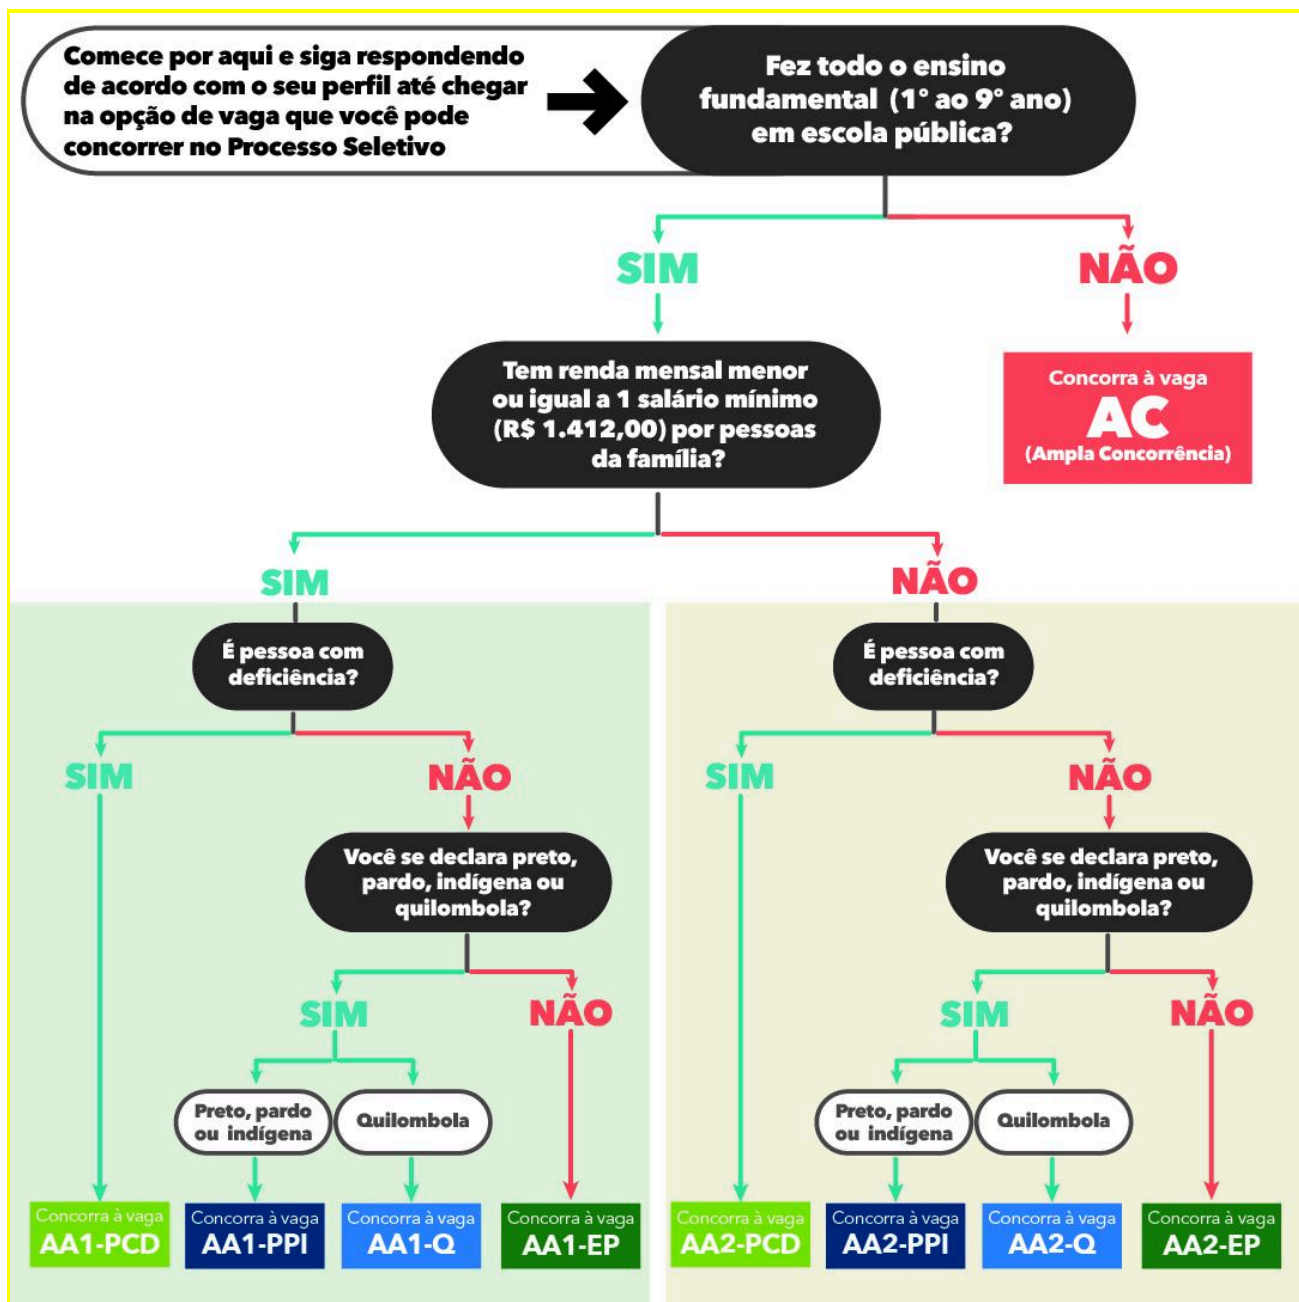 Comece por aqui e siga respondendo
de acordo com o seu perfil até chegar
na opção de vaga que você pode
concorrer no Processo Seletivo
Fez todo o ensino
fundamental (1º ao 9º ano)
em escola pública?
SIM
NÃO
Tem renda mensal menor
ou igual a 1 salário mínimo
(R$ 1.412,00) por pessoas
da família?
Concorra à vaga
AC
(Ampla Concorrência)
SIM
NÃO
É pessoa com
deficiência?
SIM
NÃO
Você se declara preto,
pardo, indígena ou
quilombola?
SIM
NÃO
Preto, pardo
ou indígena
Quilombola
Concorra à vaga
AA1-PCD
Concorra à vaga
AA1-PPI
Concorra à vaga
AA1-Q
Concorra à vaga
AA1-EP
É pessoa com
deficiência?
SIM
NÃO
Você se declara preto,
pardo, indígena ou
quilombola?
SIM
NÃO
Preto, pardo
ou indígena
Quilombola
Concorra à vaga
AA2-PCD
Concorra à vaga
AA2-PPI
Concorra à vaga
AA2-Q
Concorra à vaga
AA2-EP